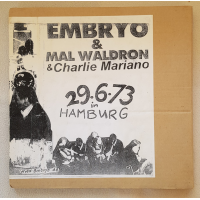 EMBRYO
&
MAL WALDRON
& Charlie Mariano
29.6.73
in
HAMBURG